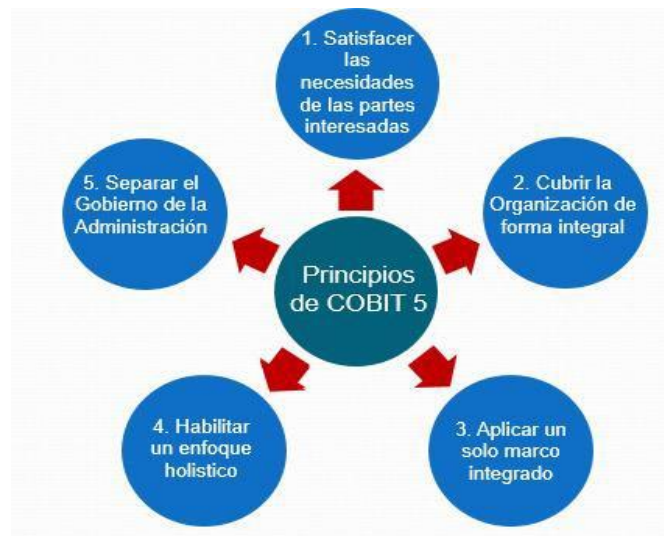 1. Satisfacer
las
necesidades
de las partes
interesadas
2. Cubrir la
Organización de
forma integral
3. Aplicar un
solo marco
integrado
4. Habilitar
un enfoque
holistico
5. Separar el
Gobierno de la
Administración
Principios
de COBIT 5